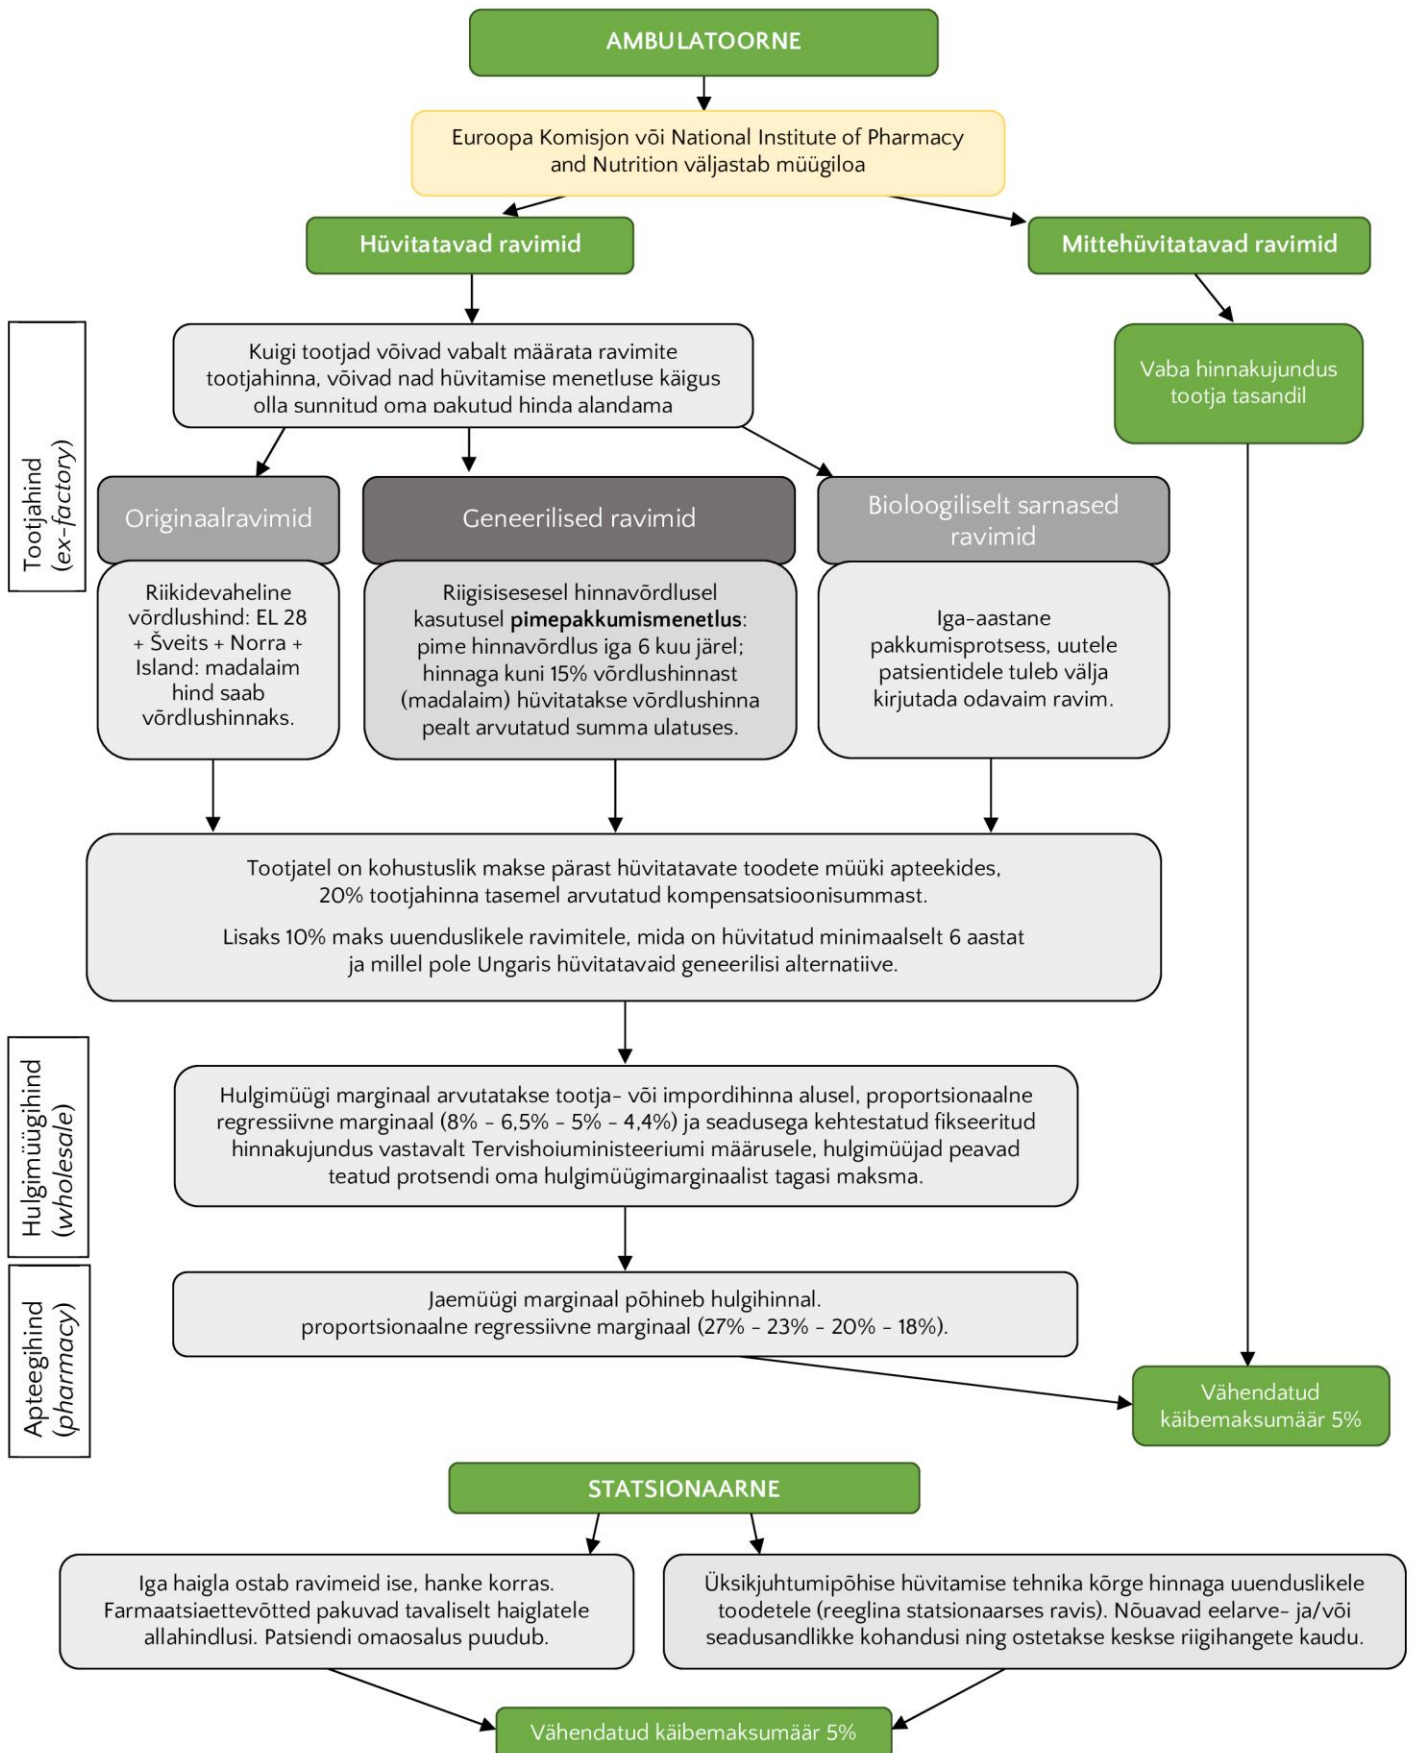 AMBULATOORNE
Euroopa Komisjon või National Institute of Pharmacy
and Nutrition väljastab müügiloa
Hüvitatavad ravimid
Mittehüvitatavad ravimid
Tootjahind
(ex-factory)
Kuigi tootjad võivad vabalt määrata ravimite
tootjahinna, võivad nad hüvitamise menetluse käigus
olla sunnitud oma pakutud hinda alandama
Vaba hinnakujundus
tootja tasandil
Originaalravimid
Riikidevaheline
võrdlushind: EL 28
+ Šveits + Norra +
Island: madalaim
hind saab
võrdlushinnaks.
Geneerilised ravimid
Riigisisesesel hinnavõrdlusel
kasutusel pimepakkumismenetlus:
pime hinnavõrdlus iga 6 kuu järel;
hinnaga kuni 15% võrdlushinnast
(madalaim) hüvitatakse võrdlushinna
pealt arvutatud summa ulatuses.
Bioloogiliselt sarnased
ravimid
Iga-aastane
pakkumisprotsess, uutele
patsientidele tuleb välja
kirjutada odavaim ravim.
Tootjatel on kohustuslik makse pärast hüvitatavate toodete müüki apteekides,
20% tootjahinna tasemel arvutatud kompensatsioonisummast.
Lisaks 10% maks uuenduslikele ravimitele, mida on hüvitatud minimaalselt 6 aastat
ja millel pole Ungaris hüvitatavaid geneerilisi alternatiive.
Hulgimüügihind
(wholesale)
Hulgimüügi marginaal arvutatakse tootja- või impordihinna alusel, proportsionaalne
regressiivne marginaal (8% - 6,5% - 5% - 4,4%) ja seadusega kehtestatud fikseeritud
hinnakujundus vastavalt Tervishoiuministeeriumi määrusele, hulgimüüjad peavad
teatud protsendi oma hulgimüügimarginaalist tagasi maksma.
Apteegihind
(pharmacy)
Jaemüügi marginaal põhineb hulgihinnal.
proportsionaalne regressiivne marginaal (27% - 23% - 20% - 18%).
Vähendatud
käibemaksumäär 5%
STATSIONAARNE
Iga haigla ostab ravimeid ise, hanke korras.
Farmaatsiaettevõtted pakuvad tavaliselt haiglatele
allahindlusi. Patsiendi omaosalus puudub.
Üksikjuhtumipõhise hüvitamise tehnika kõrge hinnaga uuenduslikele
toodetele (reeglina statsionaarses ravis). Nõuavad eelarve- ja/või
seadusandlikke kohandusi ning ostetakse keskse riigihangete kaudu.
Vähendatud käibemaksumäär 5%